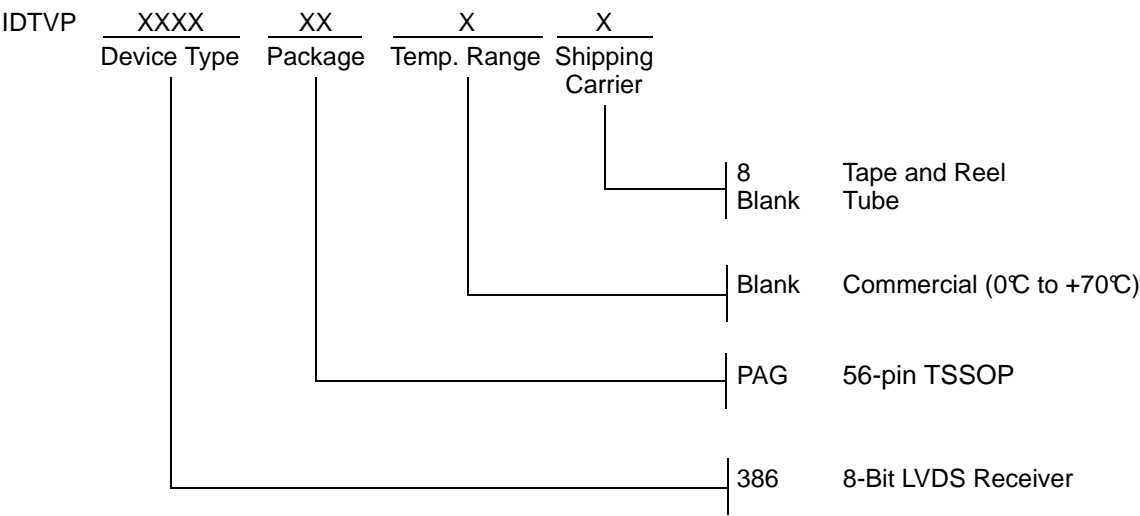 IDTVP XXXX XX X X
Device Type Package Temp. Range Shipping
Carrier
8 Tape and Reel
Blank Tube
Blank Commercial (0°C to +70°C)
PAG 56-pin TSSOP
386 8-Bit LVDS Receiver